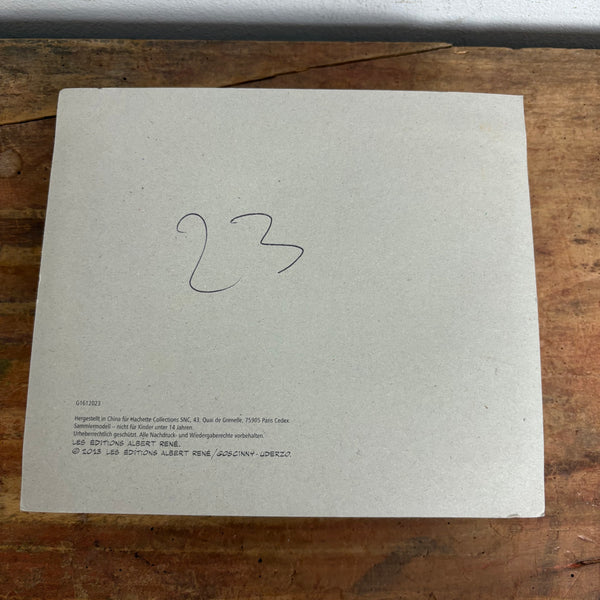 23
G1612023
Hergestellt in China für Hachette Collections SNC, 43. Quai de Grenelle, 75905 Paris Cedex
Sammlermodell – nicht für Kinder unter 14 Jahren.
Urheberrechtlich geschützt. Alle Nachdruck- und Wiedergaberechte vorbehalten.
LES ÉDITIONS ALBERT RENÉ.
© 2013 LES ÉDITIONS ALBERT RENÉ/GOSCINNY-UDERZO.